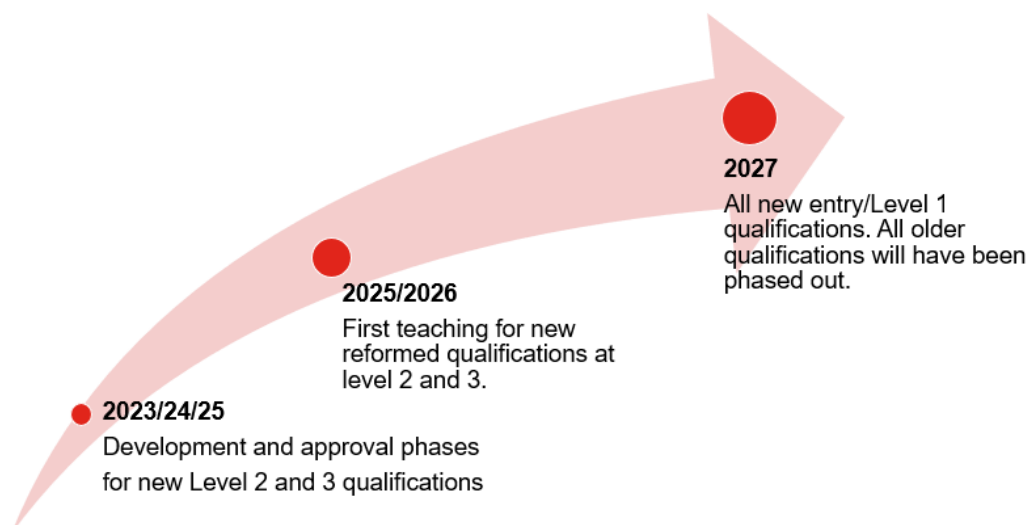 2027
All new entry/Level 1
qualifications. All older
qualifications will have been
phased out.
2025/2026
First teaching for new
reformed qualifications at
level 2 and 3.
2023/24/25
Development and approval phases
for new Level 2 and 3 qualifications